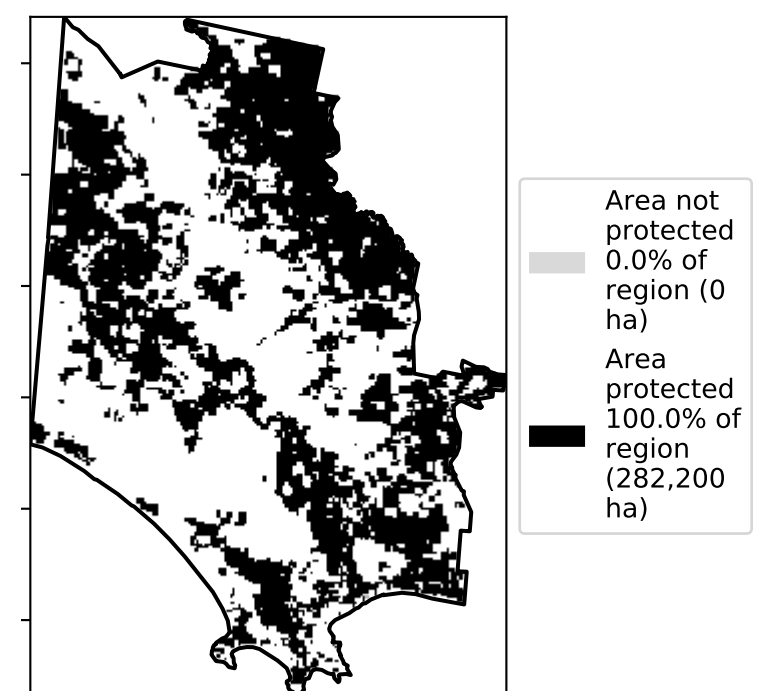 Area not
protected
0.0% of
region (0
ha)
Area
protected
100.0% of
region
(282,200
ha)